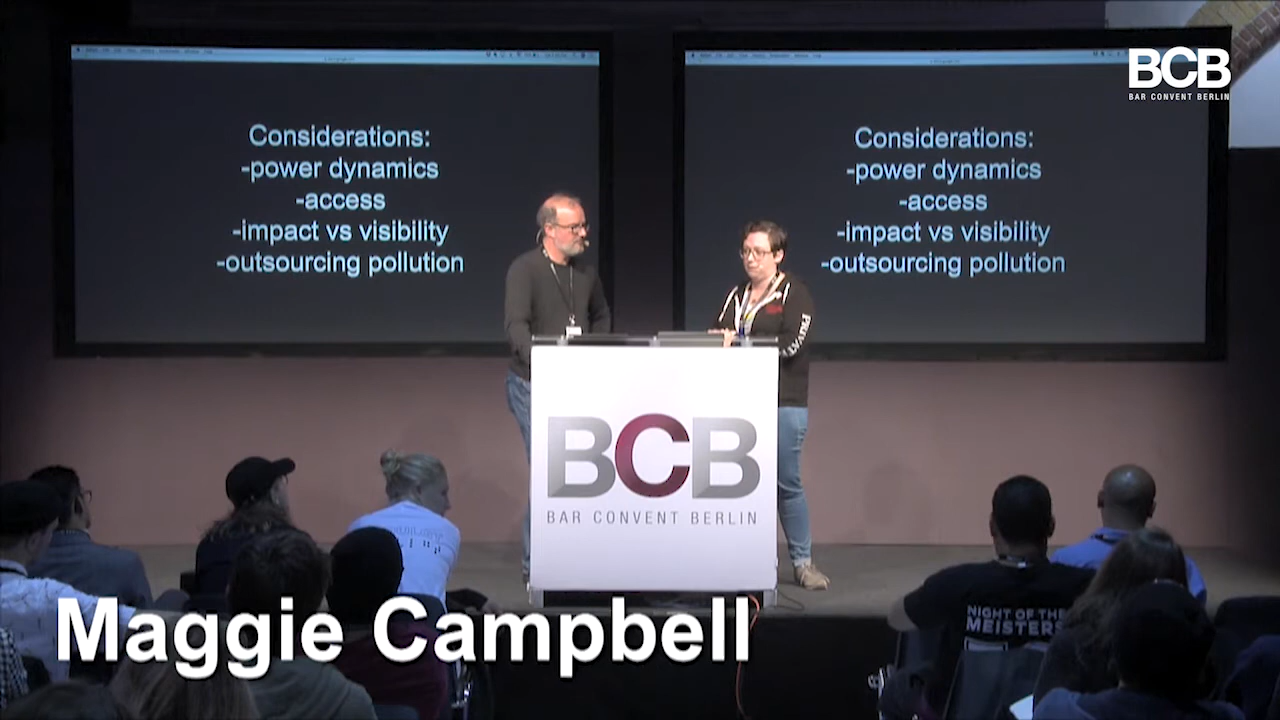 Considerations:
-power dynamics
-access
-impact vs visibility
-outsourcing pollution
Considerations:
-power dynamics
-access
-impact vs visibility
-outsourcing pollution
BCB
BAR CONVENT BERLIN
BCB
BAR CONVENT BERLIN
NIGHT OF THE
MEISTERS
Maggie Campbell